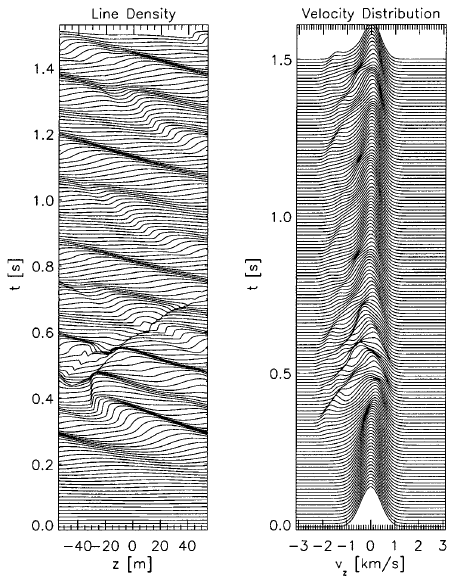 Line Density
Velocity Distribution
1.4
1.2
1.0
0.8
0.6
0.4
0.2
0.0
t [s]
-40 -20 0 20 40
z [m]
1.5
1.0
0.5
0.0
t [s]
-3 -2 -1 0 1 2 3
v_z [km/s]